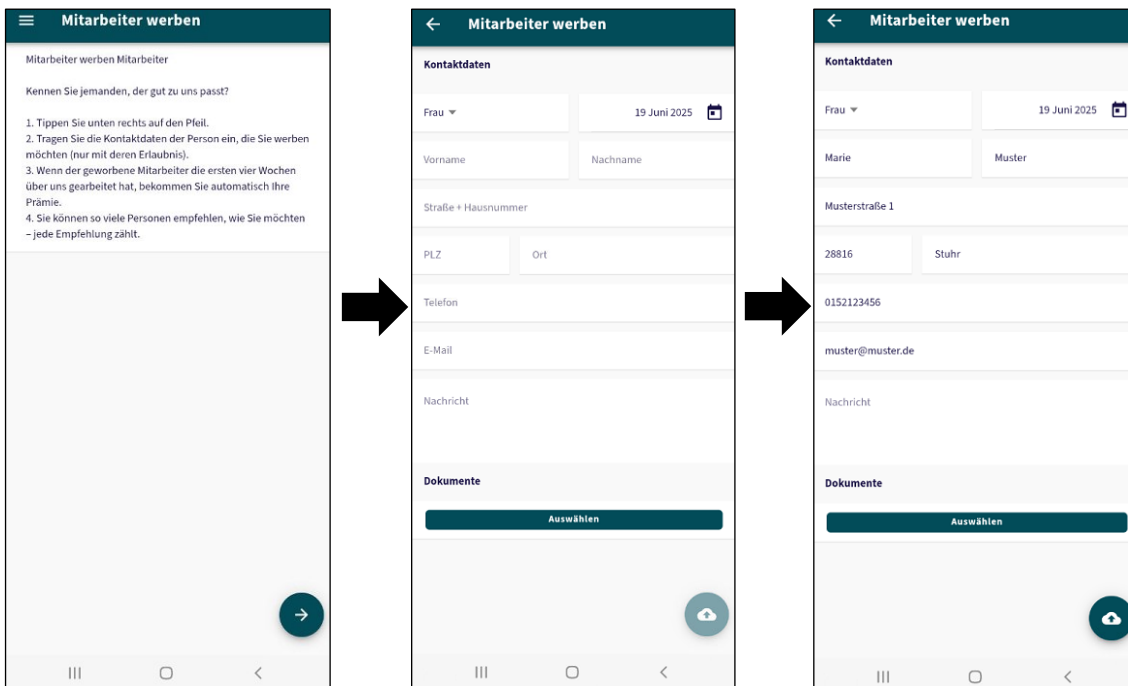 Mitarbeiter werben
Mitarbeiter werben Mitarbeiter
Kennen Sie jemanden, der gut zu uns passt?
1. Tippen Sie unten rechts auf den Pfeil.
2. Tragen Sie die Kontaktdaten der Person ein, die Sie werben
möchten (nur mit deren Erlaubnis).
3. Wenn der geworbene Mitarbeiter die ersten vier Wochen
über uns gearbeitet hat, bekommen Sie automatisch Ihre
Prämie.
4. Sie können so viele Personen empfehlen, wie Sie möchten
– jede Empfehlung zählt.
Mitarbeiter werben
Kontaktdaten
Frau 19 Juni 2025
Vorname Nachname
Straße + Hausnummer
PLZ Ort
Telefon
E-Mail
Nachricht
Dokumente
Auswählen
Mitarbeiter werben
Kontaktdaten
Frau 19 Juni 2025
Marie Muster
Musterstraße 1
28816 Stuhr
0152123456
muster@muster.de
Nachricht
Dokumente
Auswählen